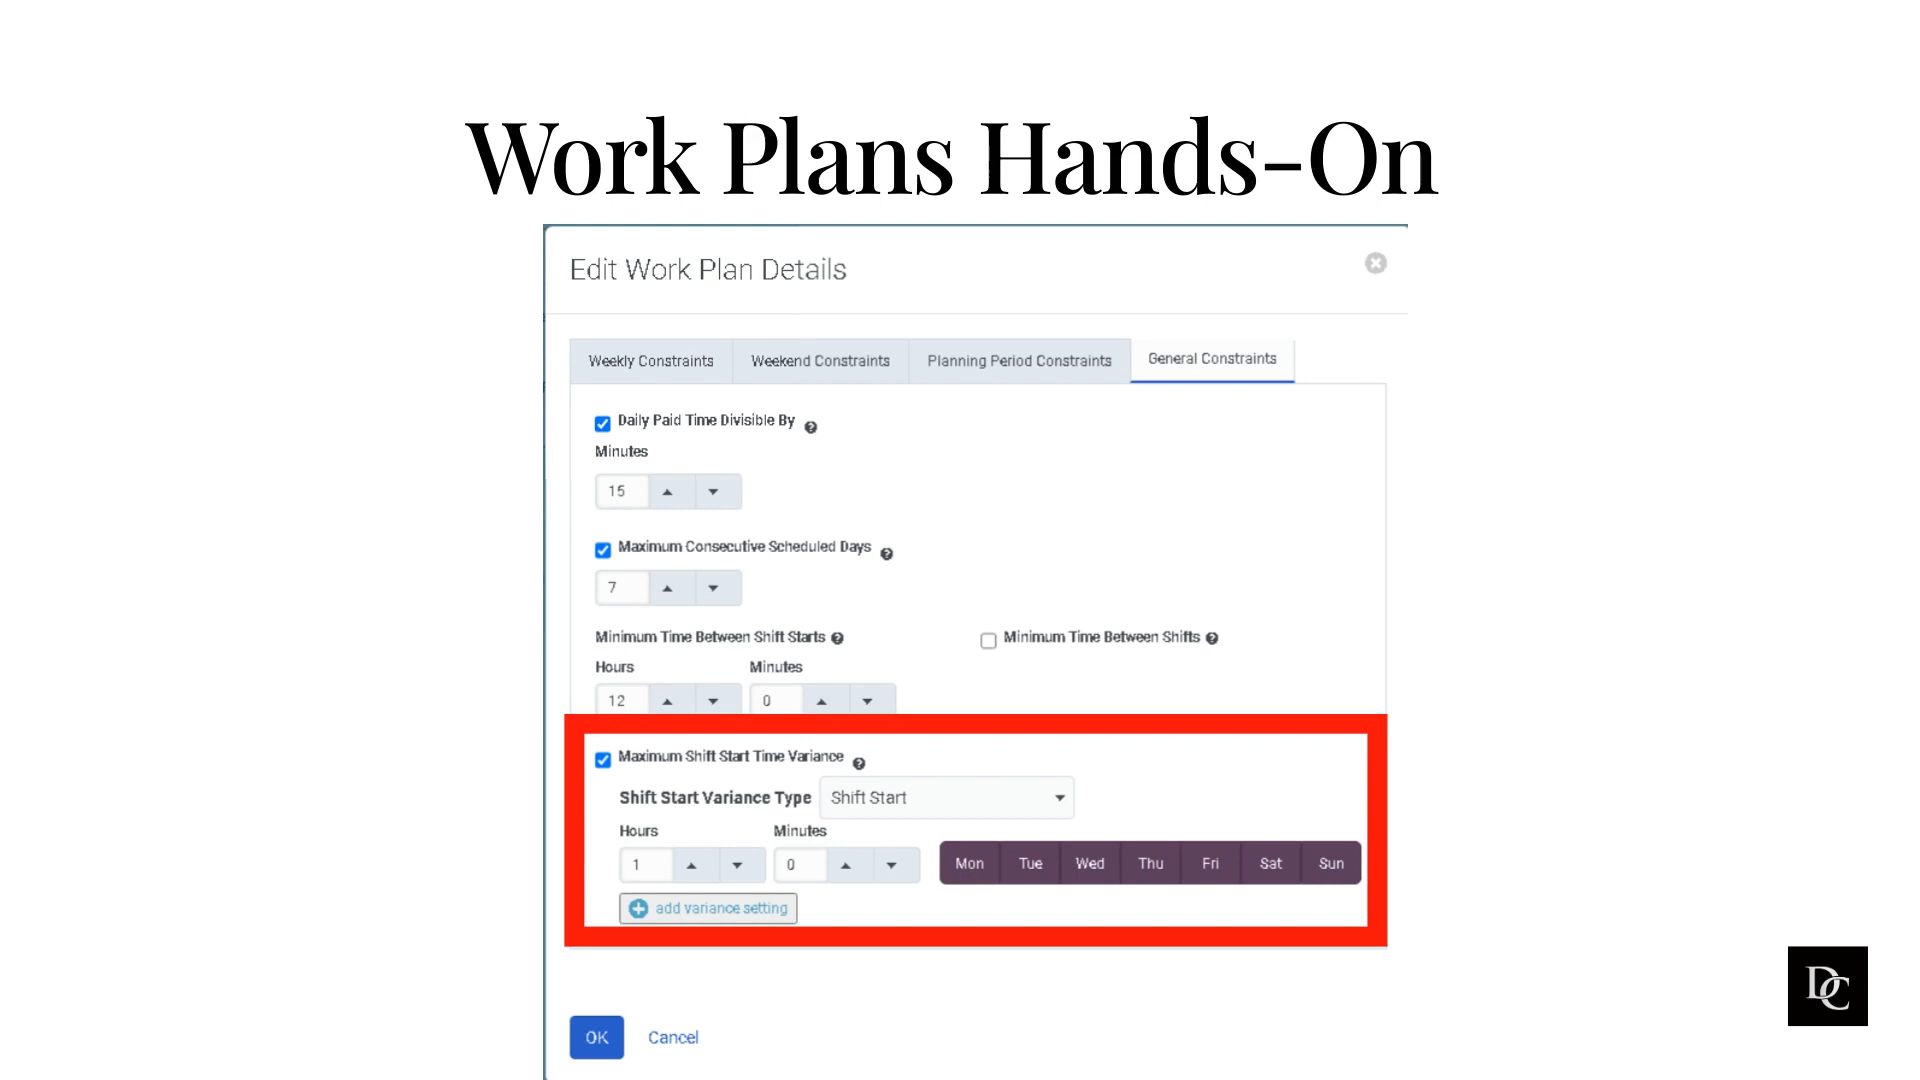 Work Plans Hands-On
Edit Work Plan Details
Weekly Constraints Weekend Constraints Planning Period Constraints General Constraints
Daily Paid Time Divisible By
Minutes
15
Maximum Consecutive Scheduled Days
7
Minimum Time Between Shift Starts Minimum Time Between Shifts
Hours Minutes
12 0
Maximum Shift Start Time Variance
Shift Start Variance Type Shift Start
Hours Minutes
1 0 Mon Tue Wed Thu Fri Sat Sun
add variance setting
OK Cancel
DC